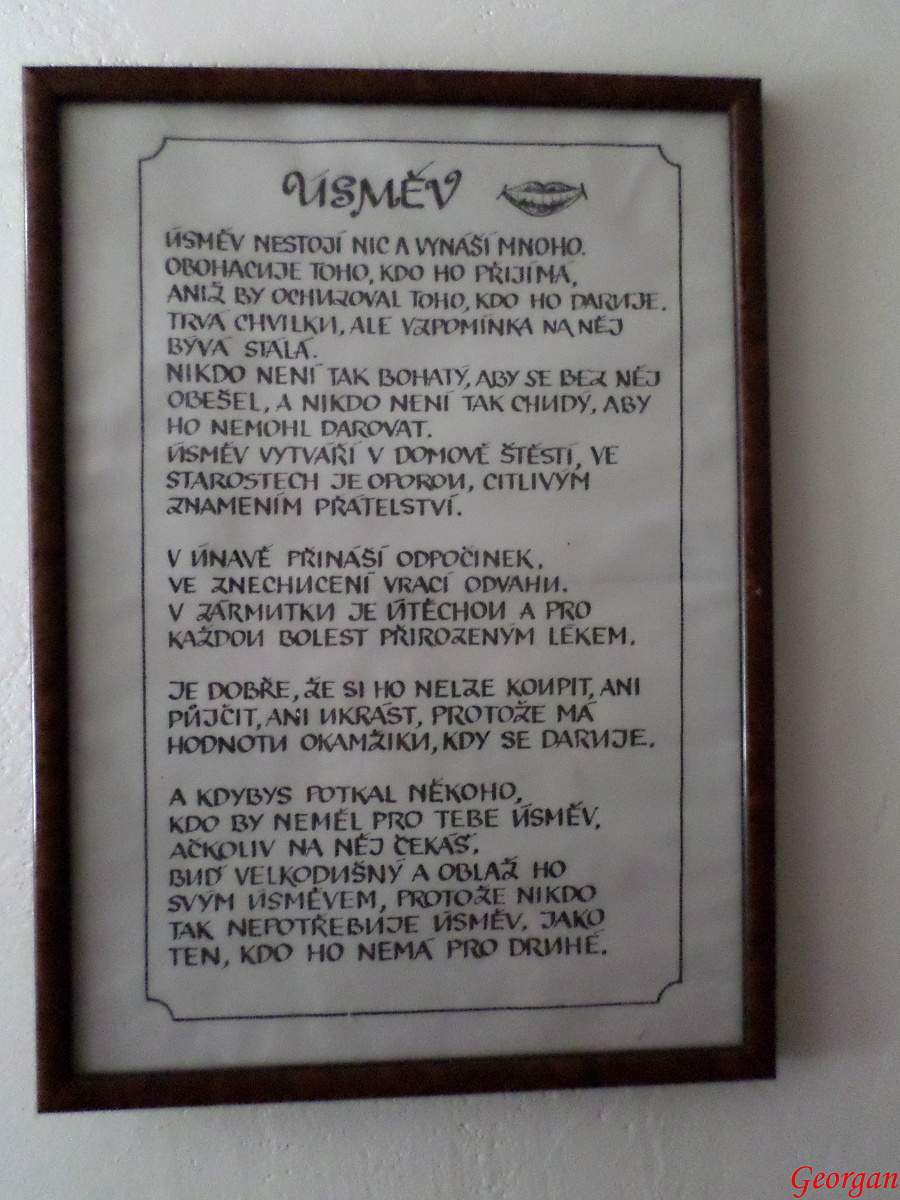 ÚSMĚV
ÚSMĚV NESTOJÍ NIC A VYNÁŠÍ MNOHO.
OBOHACUJE TOHO, KDO HO PŘIJÍMÁ,
ANIŽ BY OCHUZOVAL TOHO, KDO HO DARUJE.
TRVÁ CHVILKU, ALE VZPOMÍNKA NA NĚJ
BÝVÁ STÁLÁ.
NIKDO NENÍ TAK BOHATÝ, ABY SE BEZ NĚJ
OBEŠEL, A NIKDO NENÍ TAK CHUDÝ, ABY
HO NEMOHL DAROVAT.
ÚSMĚV VYTVÁŘÍ V DOMOVĚ ŠTĚSTÍ, VE
STAROSTECH JE OPOROU, CITLIVÝM
ZNAMENÍM PŘÁTELSTVÍ.
V ÚNAVĚ PŘINÁŠÍ ODPOČINEK,
VE ZNECHUCENÍ VRACÍ ODVAHU.
V ZÁRMUTKU JE ÚTĚCHOU A PRO
KAŽDOU BOLEST PŘIROZENÝM LÉKEM.
JE DOBŘE, ŽE SI HO NELZE KOUPIT, ANI
PŮJČIT, ANI UKRÁST, PROTOŽE MÁ
HODNOTU OKAMŽIKU, KDY SE DARUJE.
A KDYBYS POTKAL NĚKOHO,
KDO BY NEMĚL PRO TEBE ÚSMĚV,
AČKOLIV NA NĚJ ČEKÁŠ,
BUĎ VELKODUŠNÝ A OBLAŽ HO
SVÝM ÚSMĚVEM, PROTOŽE NIKDO
TAK NEPOTŘEBUJE ÚSMĚV, JAKO
TEN, KDO HO NEMÁ PRO DRUHÉ.
Georgan